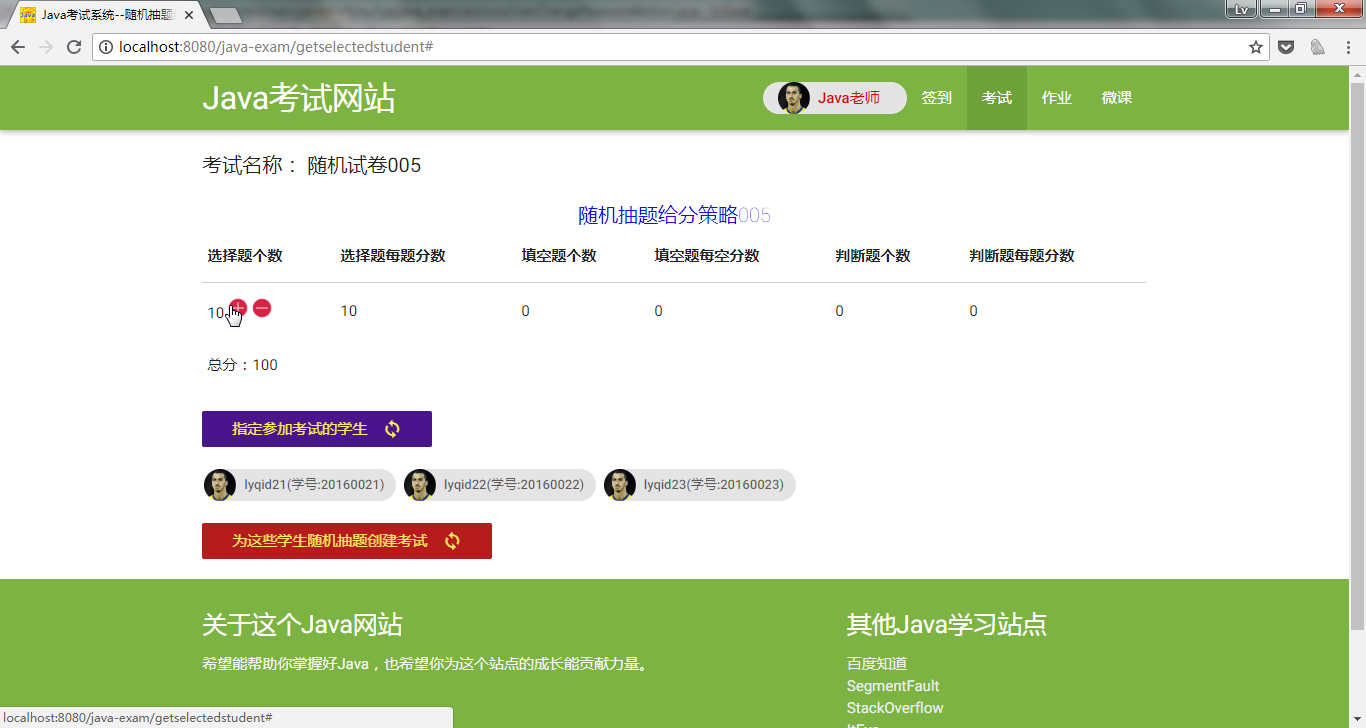 Java考试系统--随机抽题
Lv
localhost:8080/java-exam/getselectedstudent#
Java考试网站
Java老师 签到 考试 作业 微课
考试名称： 随机试卷005
随机抽题给分策略005
选择题个数 选择题每题分数 填空题个数 填空题每空分数 判断题个数 判断题每题分数
10 10 0 0 0 0
总分：100
指定参加考试的学生
lyqid21(学号:20160021) lyqid22(学号:20160022) lyqid23(学号:20160023)
为这些学生随机抽题创建考试
关于这个Java网站 其他Java学习站点
希望能帮助你掌握好Java，也希望你为这个站点的成长能贡献力量。 百度知道
SegmentFault
StackOverflow
localhost:8080/java-exam/getselectedstudent#